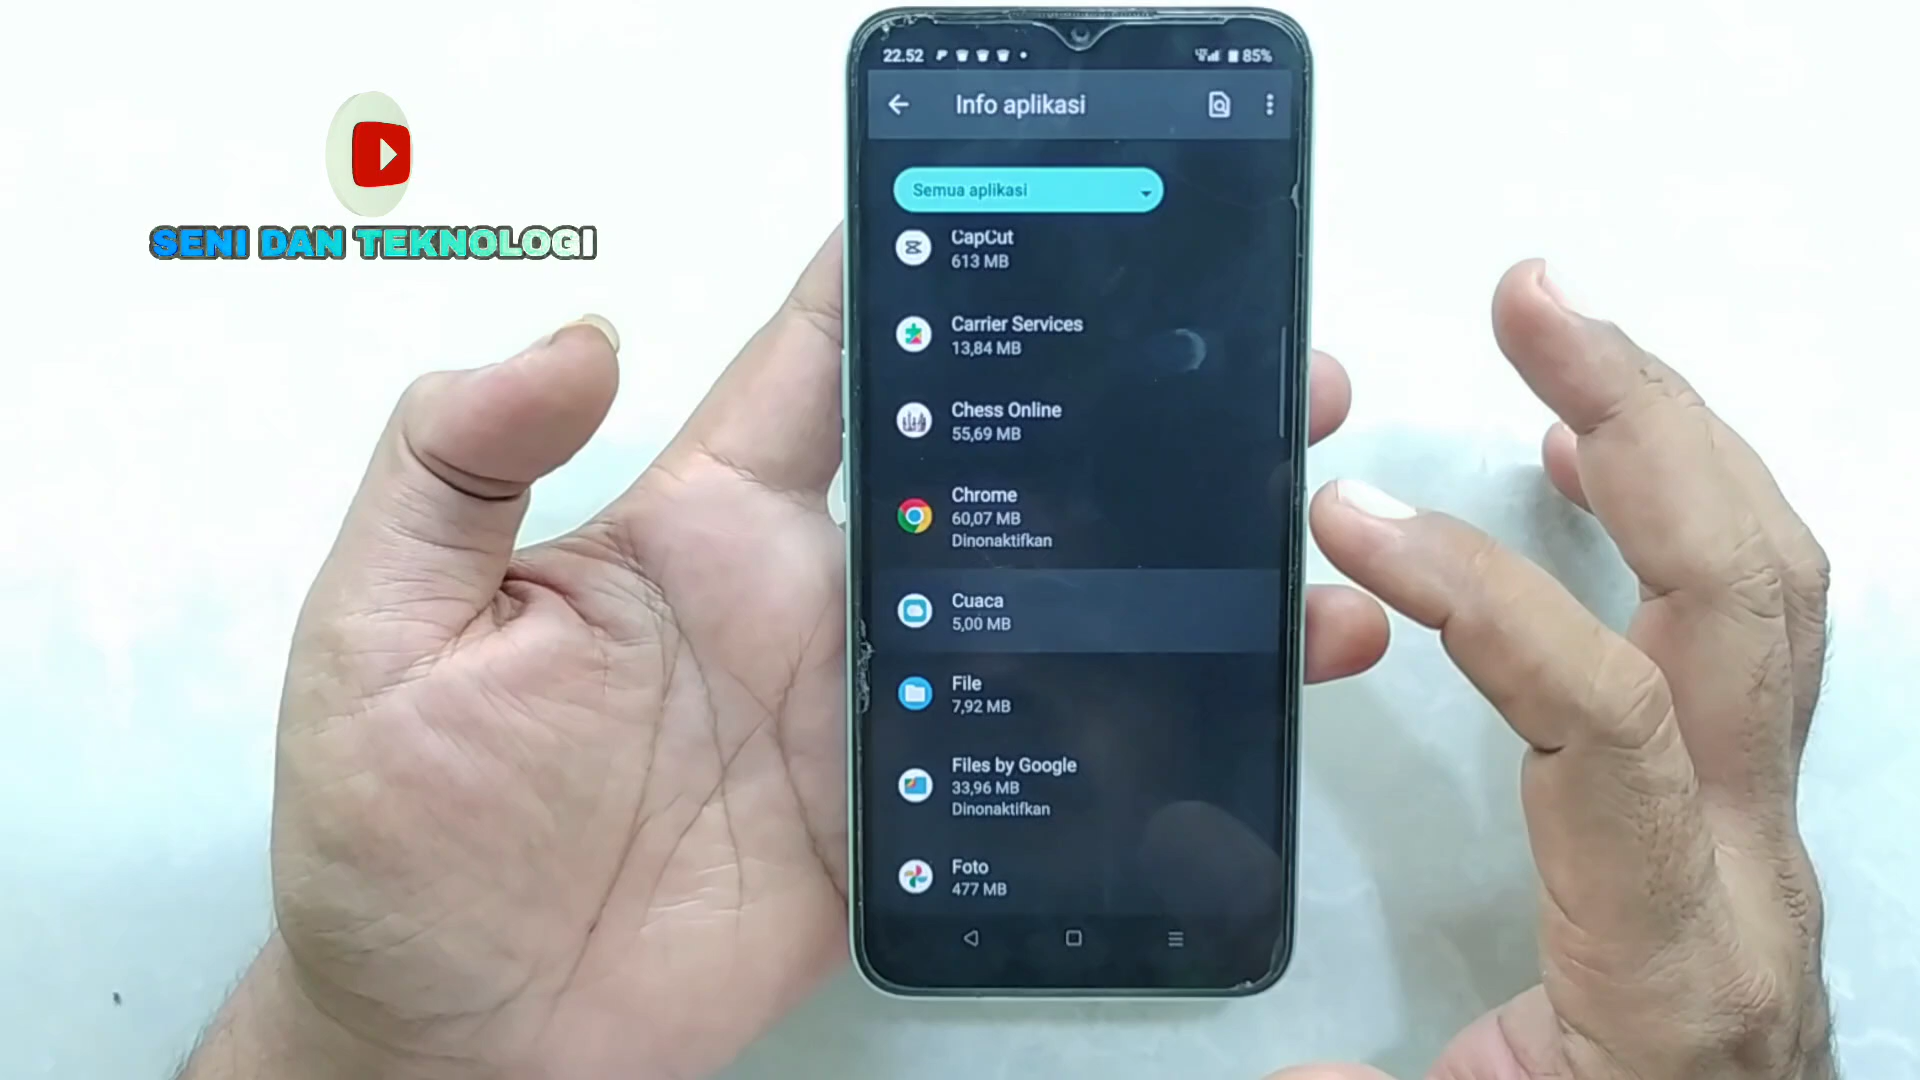 SENI DAN TEKNOLOGI
22.52
85%
Info aplikasi
Semua aplikasi
CapCut
613 MB
Carrier Services
13,84 MB
Chess Online
55,69 MB
Chrome
60,07 MB
Dinonaktifkan
Cuaca
5,00 MB
File
7,92 MB
Files by Google
33,96 MB
Dinonaktifkan
Foto
477 MB